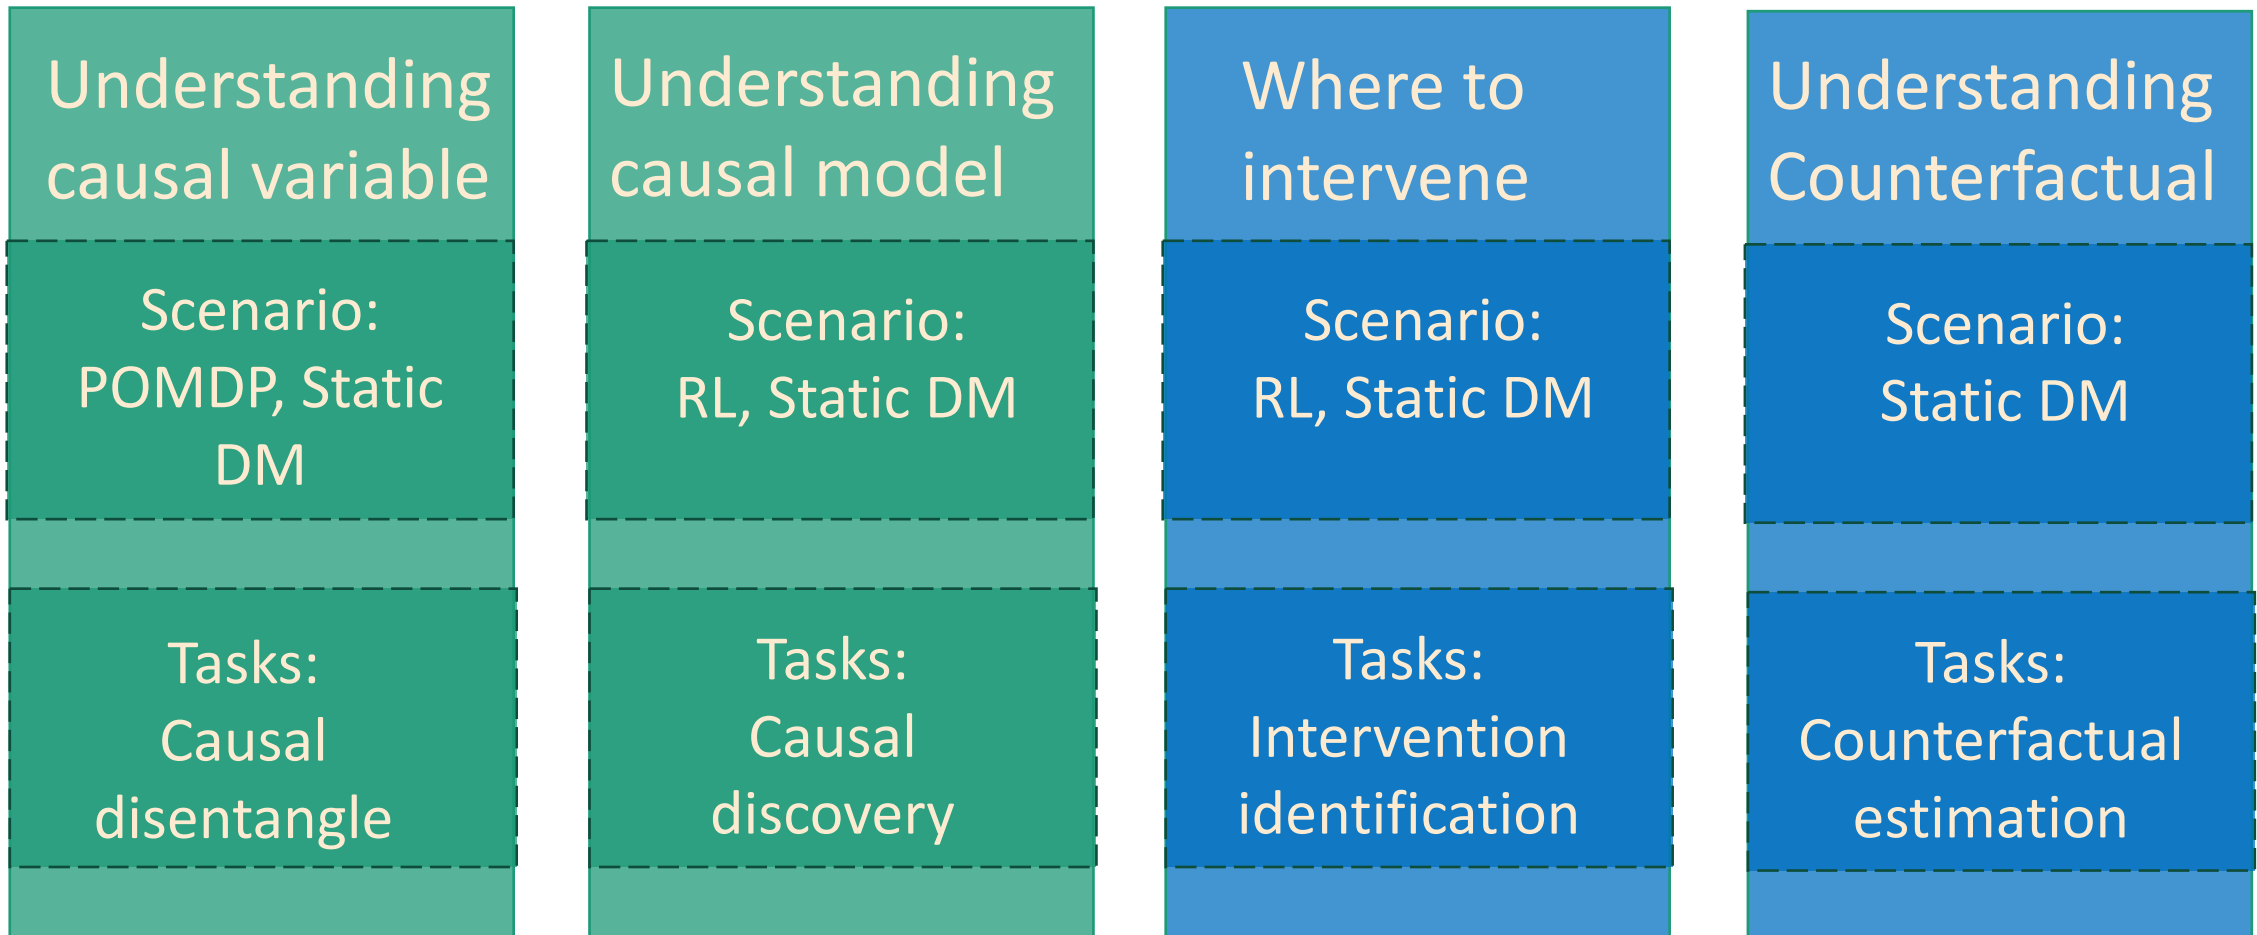 Understanding
causal variable
Scenario:
POMDP, Static
DM
Tasks:
Causal
disentangle
Understanding
causal model
Scenario:
RL, Static DM
Tasks:
Causal
discovery
Where to
intervene
Scenario:
RL, Static DM
Tasks:
Intervention
identification
Understanding
Counterfactual
Scenario:
Static DM
Tasks:
Counterfactual
estimation